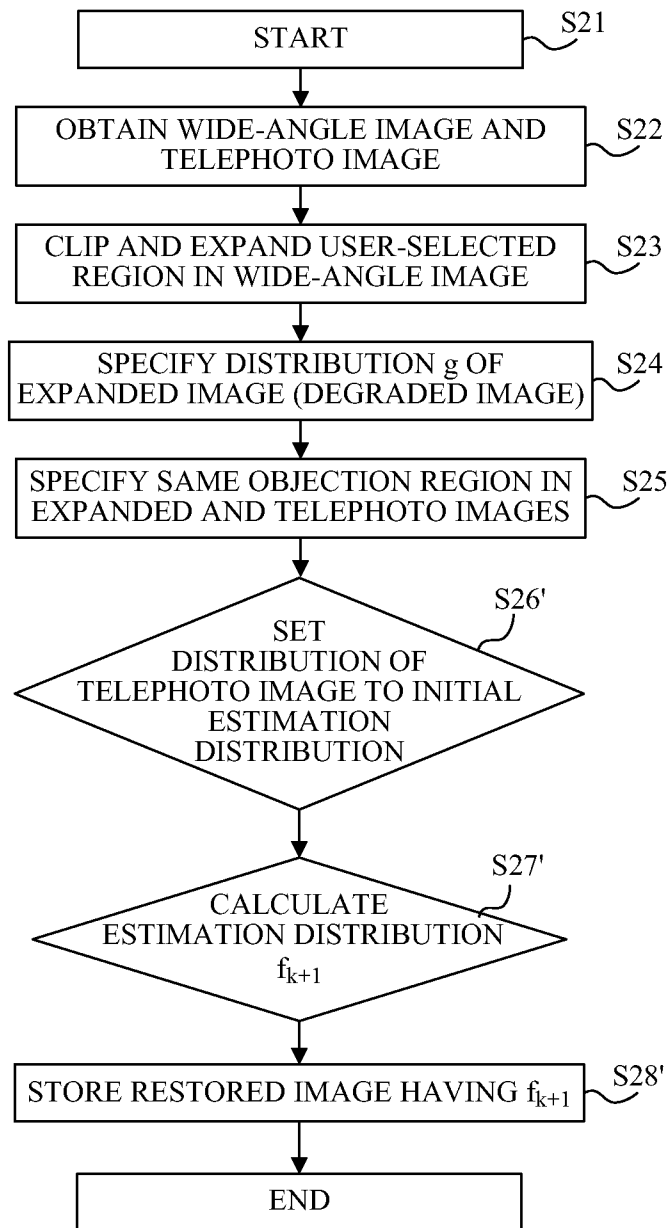 START
S21
OBTAIN WIDE-ANGLE IMAGE AND
TELEPHOTO IMAGE
S22
CLIP AND EXPAND USER-SELECTED
REGION IN WIDE-ANGLE IMAGE
S23
SPECIFY DISTRIBUTION g OF
EXPANDED IMAGE (DEGRADED IMAGE)
S24
SPECIFY SAME OBJECTION REGION IN
EXPANDED AND TELEPHOTO IMAGES
S25
S26'
SET
DISTRIBUTION OF
TELEPHOTO IMAGE TO INITIAL
ESTIMATION
DISTRIBUTION
S27'
CALCULATE
ESTIMATION DISTRIBUTION
fk+1
STORE RESTORED IMAGE HAVING fk+1
S28'
END